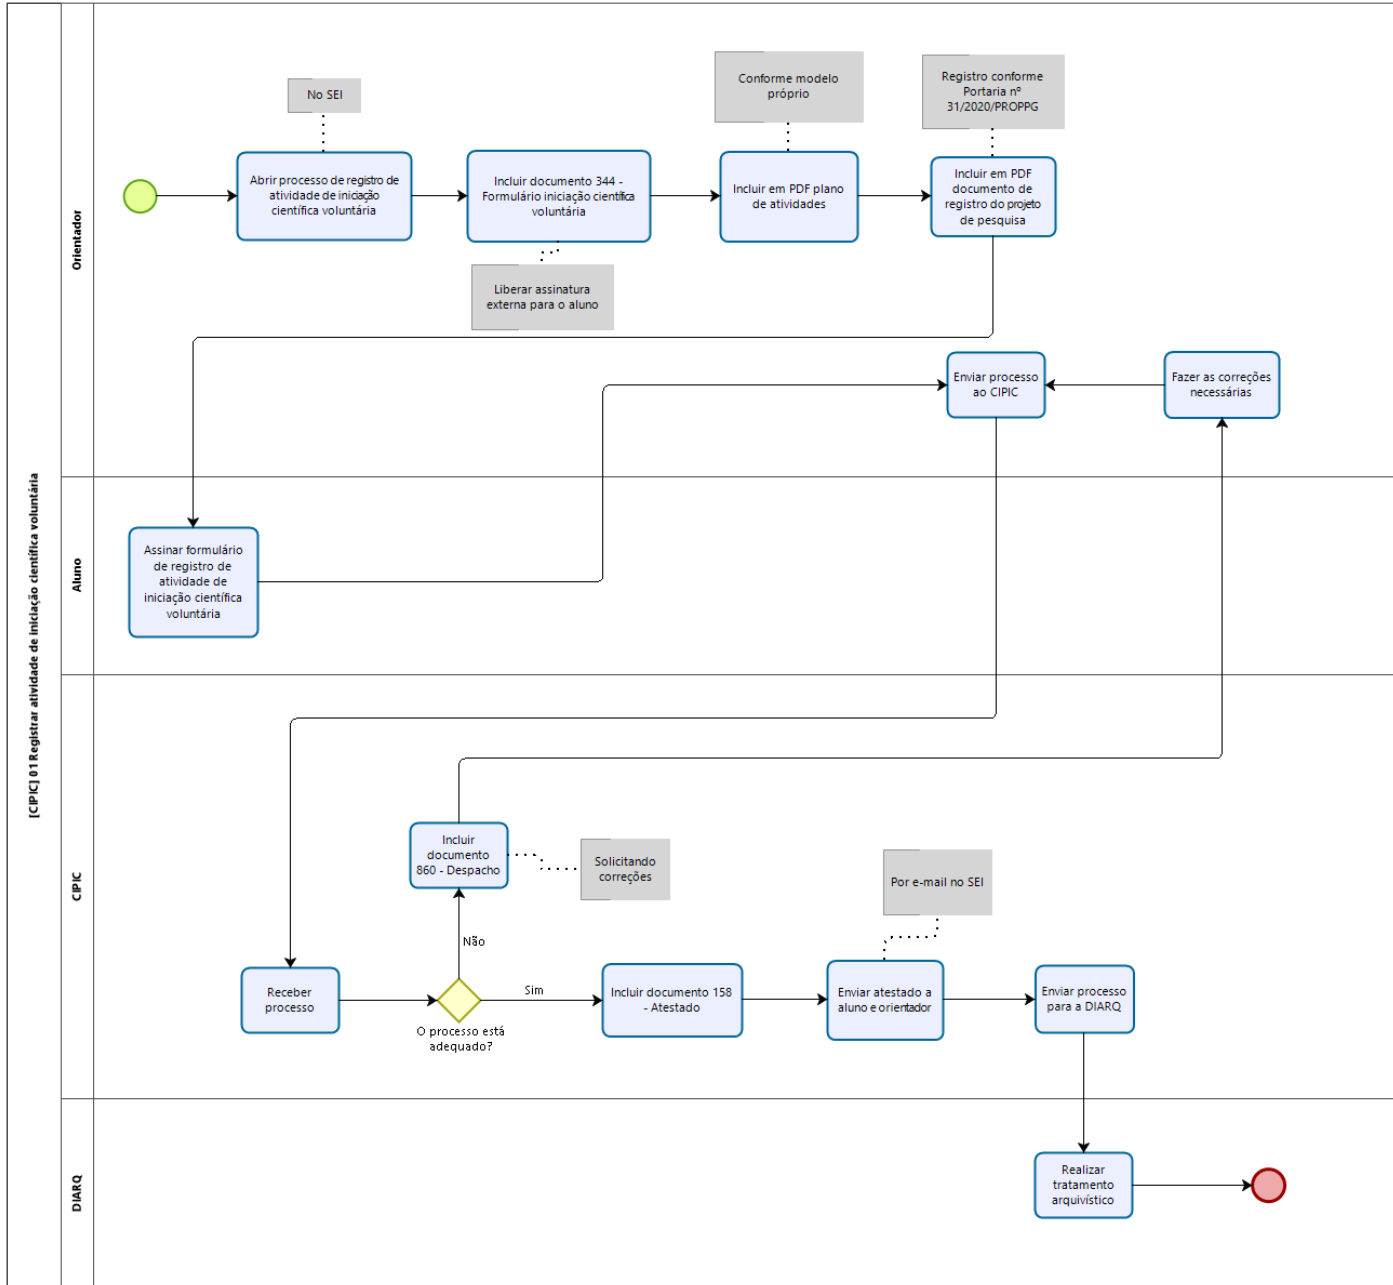 [CIPIC] 01 Registrar atividade de iniciação científica voluntária
Orientador
No SEI
Conforme modelo
próprio
Registro conforme
Portaria nº
31/2020/PROPPG
Abrir processo de registro de
atividade de iniciação
científica voluntária
Incluir documento 344 -
Formulário iniciação científica
voluntária
Incluir em PDF plano
de atividades
Incluir em PDF
documento de
registro do projeto
de pesquisa
Liberar assinatura
externa para o aluno
Enviar processo
ao CIPIC
Fazer as correções
necessárias
Aluno
Assinar formulário
de registro de
atividade de
iniciação científica
voluntária
CIPIC
Incluir
documento
860 - Despacho
Solicitando
correções
Por e-mail no SEI
Não
Receber
processo
O processo está
adequado?
Sim
Incluir documento 158
- Atestado
Enviar atestado a
aluno e orientador
Enviar processo
para a DIARQ
DIARQ
Realizar
tratamento
arquivístico